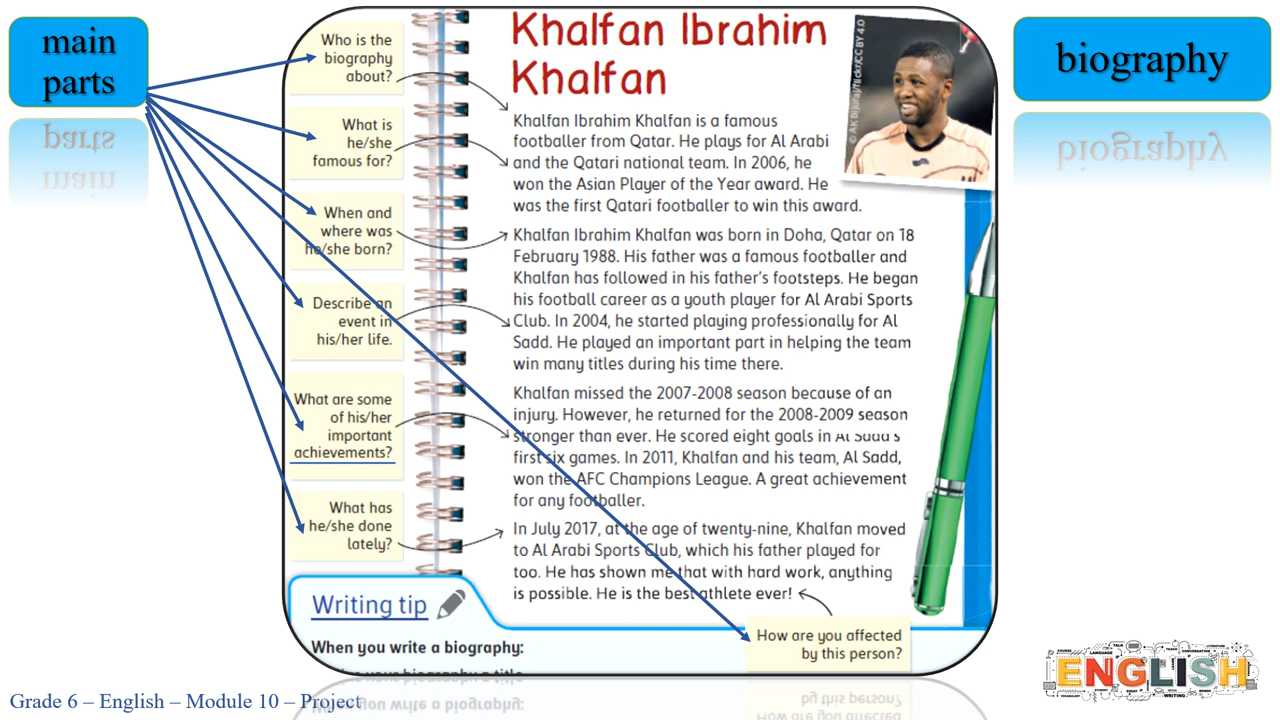 main
parts
biography
Who is the
biography
about?
What is
he/she
famous for?
When and
where was
he/she born?
Describe an
event in
his/her life.
What are some
of his/her
important
achievements?
What has
he/she done
lately?
Khalfan Ibrahim
Khalfan
© AK Bijuraj/flickr/CC BY 4.0
Khalfan Ibrahim Khalfan is a famous
footballer from Qatar. He plays for Al Arabi
and the Qatari national team. In 2006, he
won the Asian Player of the Year award. He
was the first Qatari footballer to win this award.
Khalfan Ibrahim Khalfan was born in Doha, Qatar on 18
February 1988. His father was a famous footballer and
Khalfan has followed in his father's footsteps. He began
his football career as a youth player for Al Arabi Sports
Club. In 2004, he started playing professionally for Al
Sadd. He played an important part in helping the team
win many titles during his time there.
Khalfan missed the 2007-2008 season because of an
injury. However, he returned for the 2008-2009 season
stronger than ever. He scored eight goals in Al Sadd's
first six games. In 2011, Khalfan and his team, Al Sadd,
won the AFC Champions League. A great achievement
for any footballer.
In July 2017, at the age of twenty-nine, Khalfan moved
to Al Arabi Sports Club, which his father played for
too. He has shown me that with hard work, anything
is possible. He is the best athlete ever!
How are you affected
by this person?
Writing tip
When you write a biography:
your biography a title
Grade 6 – English – Module 10 – Project
ENGLISH